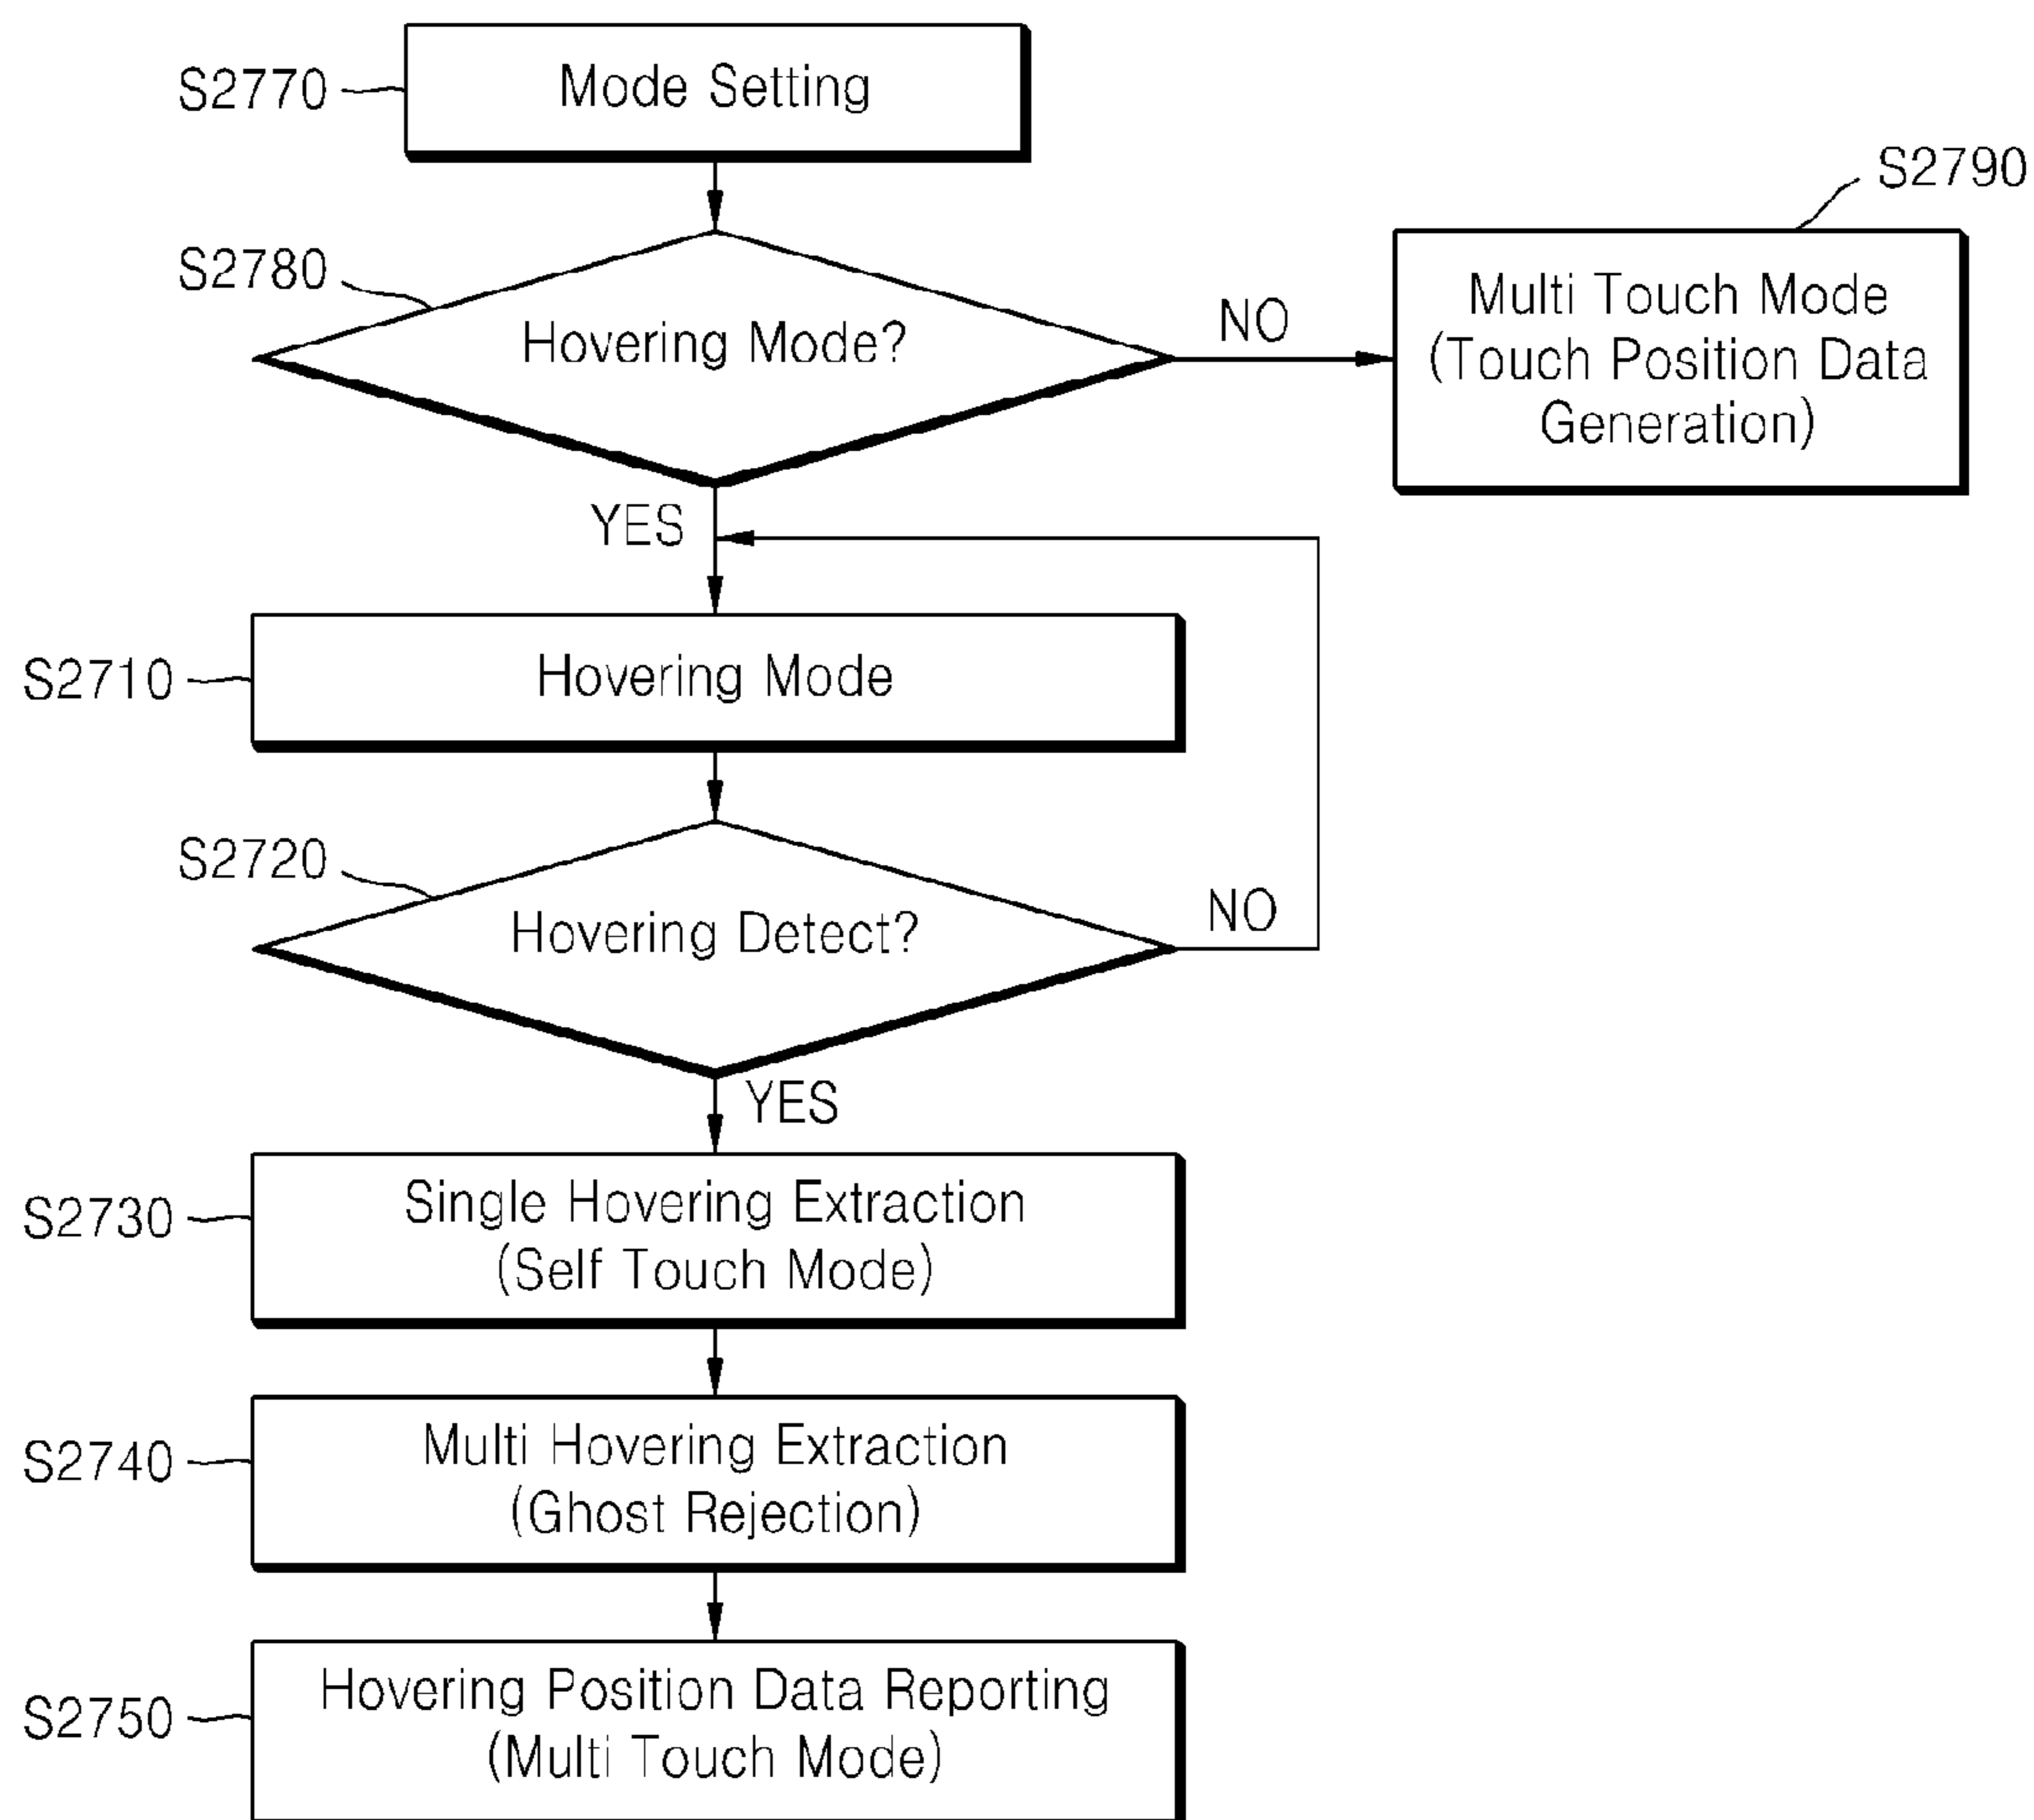 S2770
Mode Setting
S2790
S2780
Hovering Mode?
NO
Multi Touch Mode
(Touch Position Data
Generation)
YES
S2710
Hovering Mode
S2720
Hovering Detect?
NO
YES
S2730
Single Hovering Extraction
(Self Touch Mode)
S2740
Multi Hovering Extraction
(Ghost Rejection)
S2750
Hovering Position Data Reporting
(Multi Touch Mode)